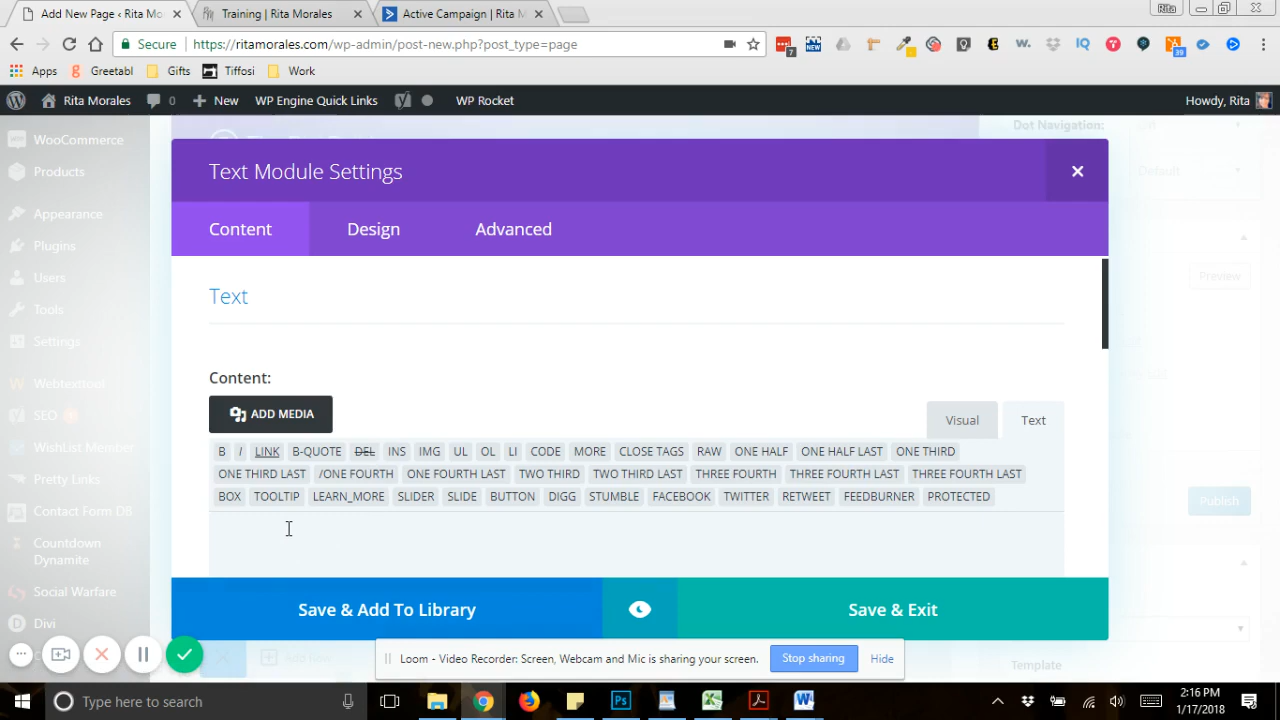 Add New Page ‹ Rita Mo
Training | Rita Morales
Active Campaign | Rita M
Rita
Secure
https://ritamorales.com/wp-admin/post-new.php?post_type=page
Apps
Greetabl
Gifts
Tiffosi
Work
Rita Morales
0
New
WP Engine Quick Links
WP Rocket
Howdy, Rita
WooCommerce
Products
Appearance
Plugins
Users
Tools
Settings
Webtextool
SEO
WishList Member
Pretty Links
Contact Form DB
Countdown
Dynamite
Social Warfare
Divi
Dot Navigation:
Default
Preview
Publish
Template
Text Module Settings
Content
Design
Advanced
Text
Content:
ADD MEDIA
Visual
Text
B I LINK B-QUOTE DEL INS IMG UL OL LI CODE MORE CLOSE TAGS RAW ONE HALF ONE HALF LAST ONE THIRD
ONE THIRD LAST /ONE FOURTH ONE FOURTH LAST TWO THIRD TWO THIRD LAST THREE FOURTH THREE FOURTH LAST THREE FOURTH LAST
BOX TOOLTIP LEARN_MORE SLIDER SLIDE BUTTON DIGG STUMBLE FACEBOOK TWITTER RETWEET FEEDBURNER PROTECTED
Save & Add To Library
Save & Exit
Add New
Loom - Video Recorder: Screen, Webcam and Mic is sharing your screen.
Stop sharing
Hide
Type here to search
2:16 PM
1/17/2018